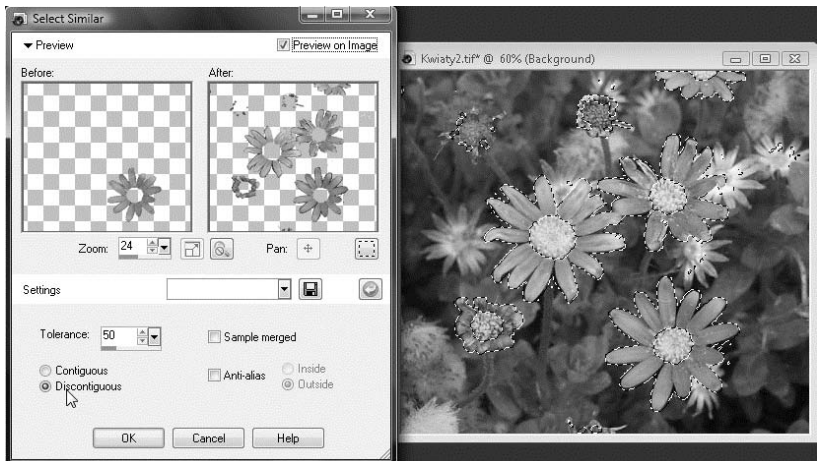 Select Similar
Preview
Preview on Image
Before:
After:
Zoom: 24
Pan:
Settings
Tolerance: 50
Sample merged
Contiguous
Discontiguous
Anti-alias
Inside
Outside
OK Cancel Help
Kwiaty2.tif* @ 60% (Background)